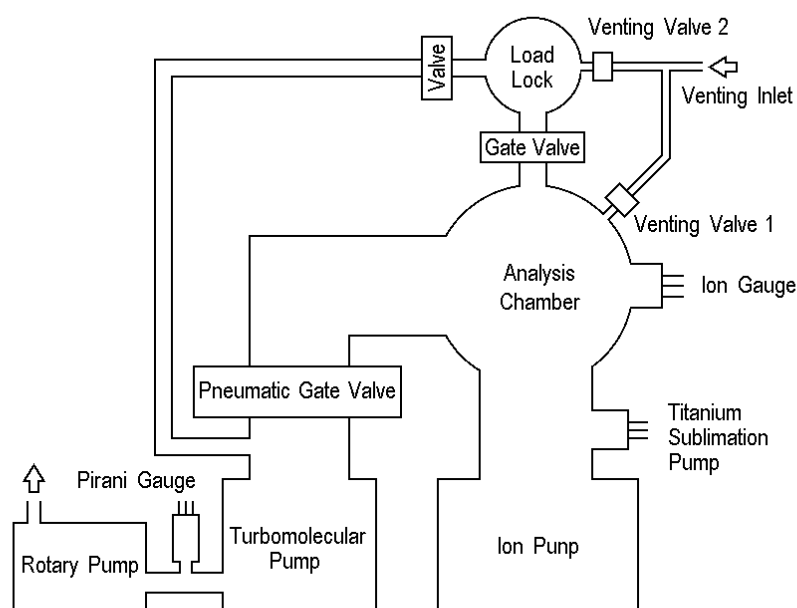 Venting Valve 2
Valve
Load
Lock
Venting Inlet
Gate Valve
Venting Valve 1
Analysis
Chamber
Ion Gauge
Pneumatic Gate Valve
Titanium
Sublimation
Pump
Pirani Gauge
Turbomolecular
Pump
Rotary Pump
Ion Punp